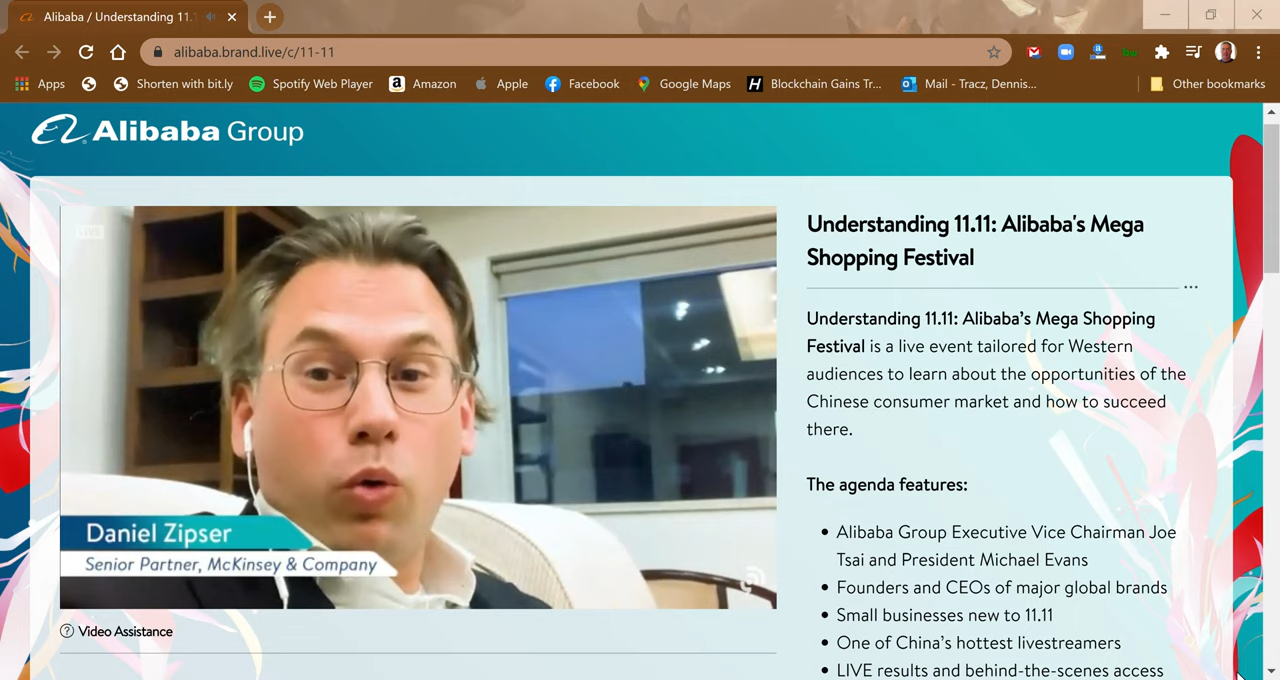 Alibaba / Understanding 11.1
alibaba.brand.live/c/11-11
Apps
Shorten with bit.ly
Spotify Web Player
Amazon
Apple
Facebook
Google Maps
Blockchain Gains Tr...
Mail - Tracz, Dennis...
Other bookmarks
Alibaba Group
LIVE
Daniel Zipser
Senior Partner, McKinsey & Company
Video Assistance
Understanding 11.11: Alibaba's Mega
Shopping Festival
...
Understanding 11.11: Alibaba’s Mega Shopping
Festival is a live event tailored for Western
audiences to learn about the opportunities of the
Chinese consumer market and how to succeed
there.
The agenda features:
• Alibaba Group Executive Vice Chairman Joe
Tsai and President Michael Evans
• Founders and CEOs of major global brands
• Small businesses new to 11.11
• One of China’s hottest livestreamers
• LIVE results and behind-the-scenes access